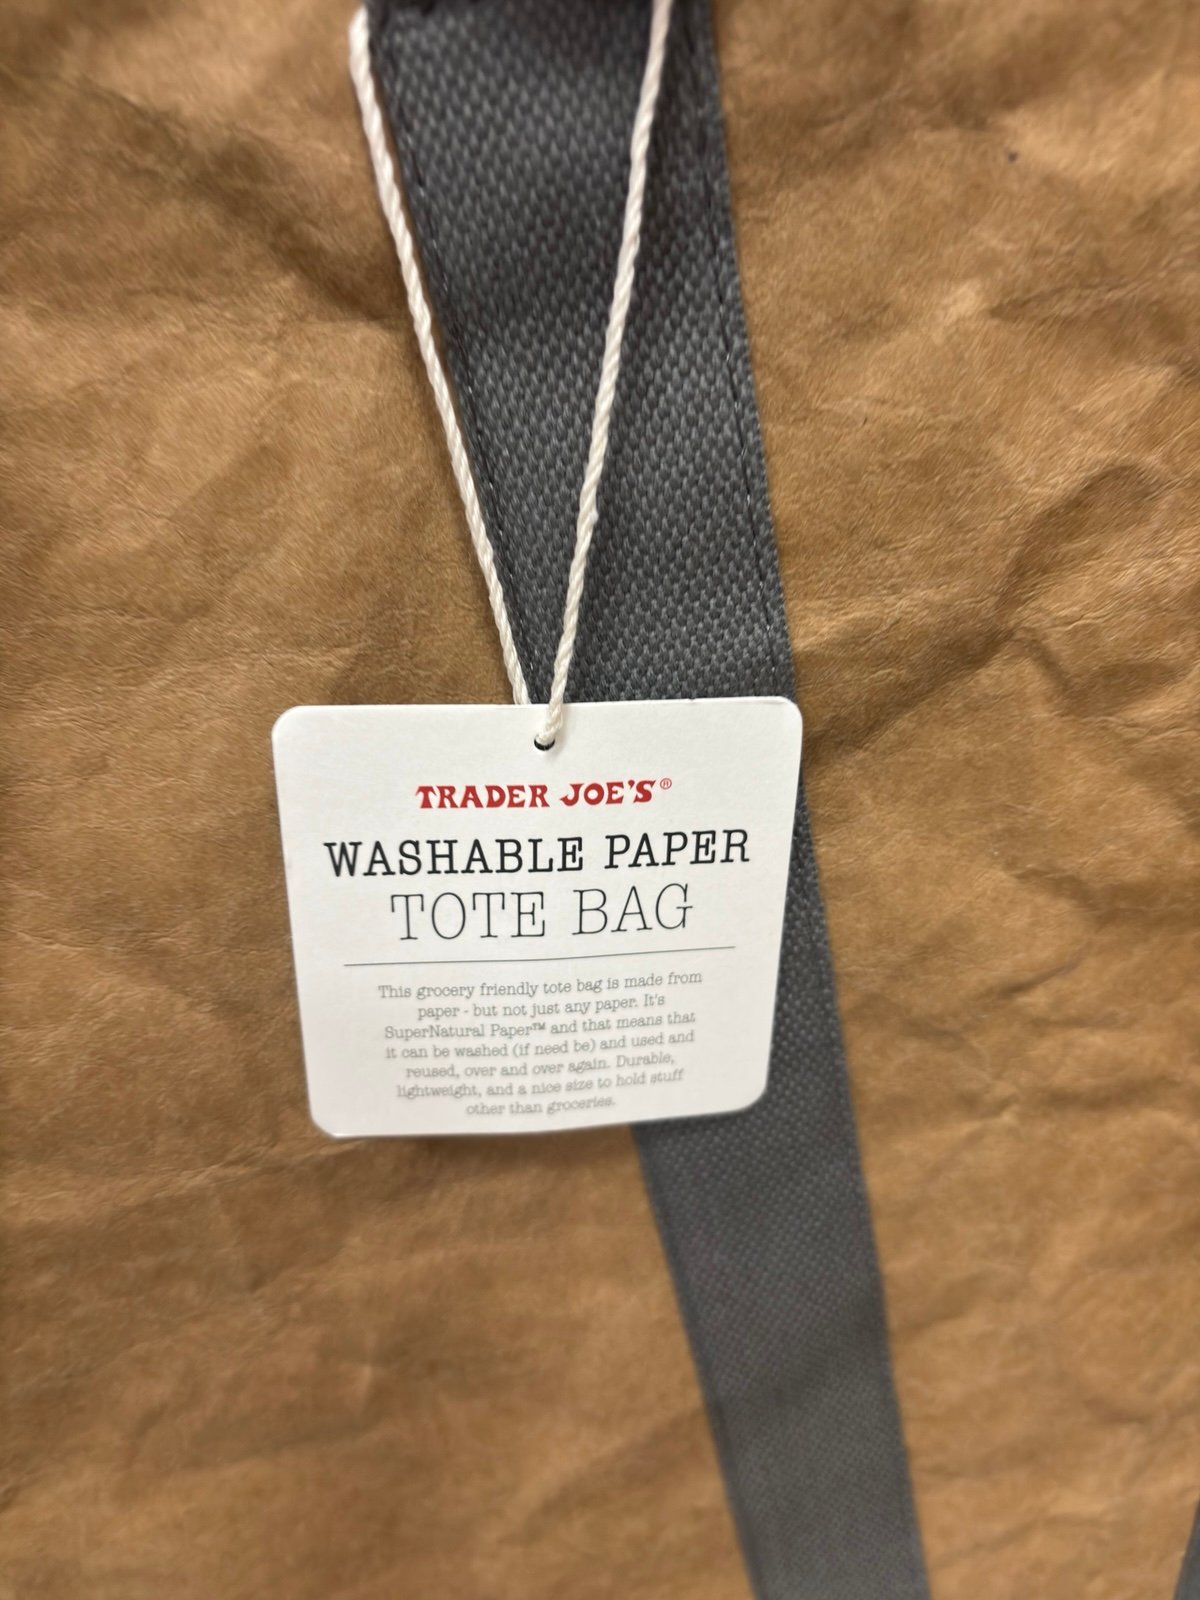 TRADER JOE'S®
WASHABLE PAPER
TOTE BAG
This grocery friendly tote bag is made from
paper - but not just any paper. It's
SuperNatural Paper™ and that means that
it can be washed (if need be) and used and
reused, over and over again. Durable,
lightweight, and a nice size to hold stuff
other than groceries.